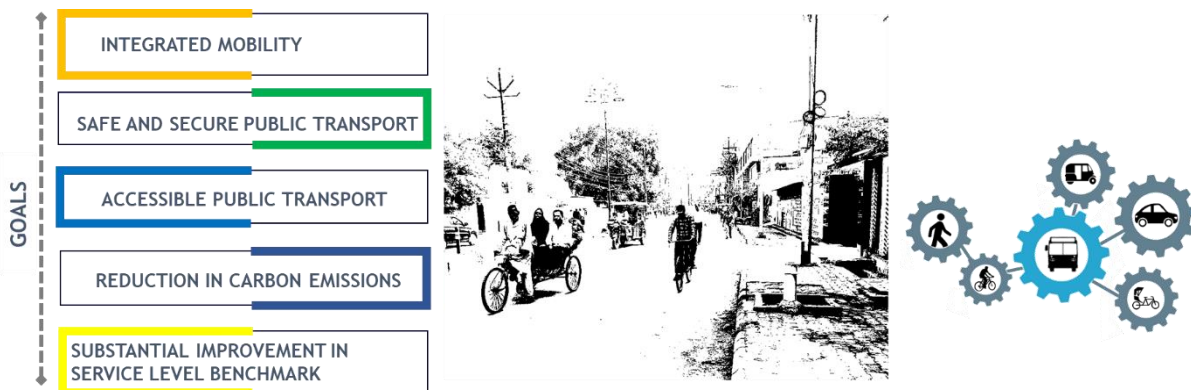 GOALS
INTEGRATED MOBILITY
SAFE AND SECURE PUBLIC TRANSPORT
ACCESSIBLE PUBLIC TRANSPORT
REDUCTION IN CARBON EMISSIONS
SUBSTANTIAL IMPROVEMENT IN
SERVICE LEVEL BENCHMARK